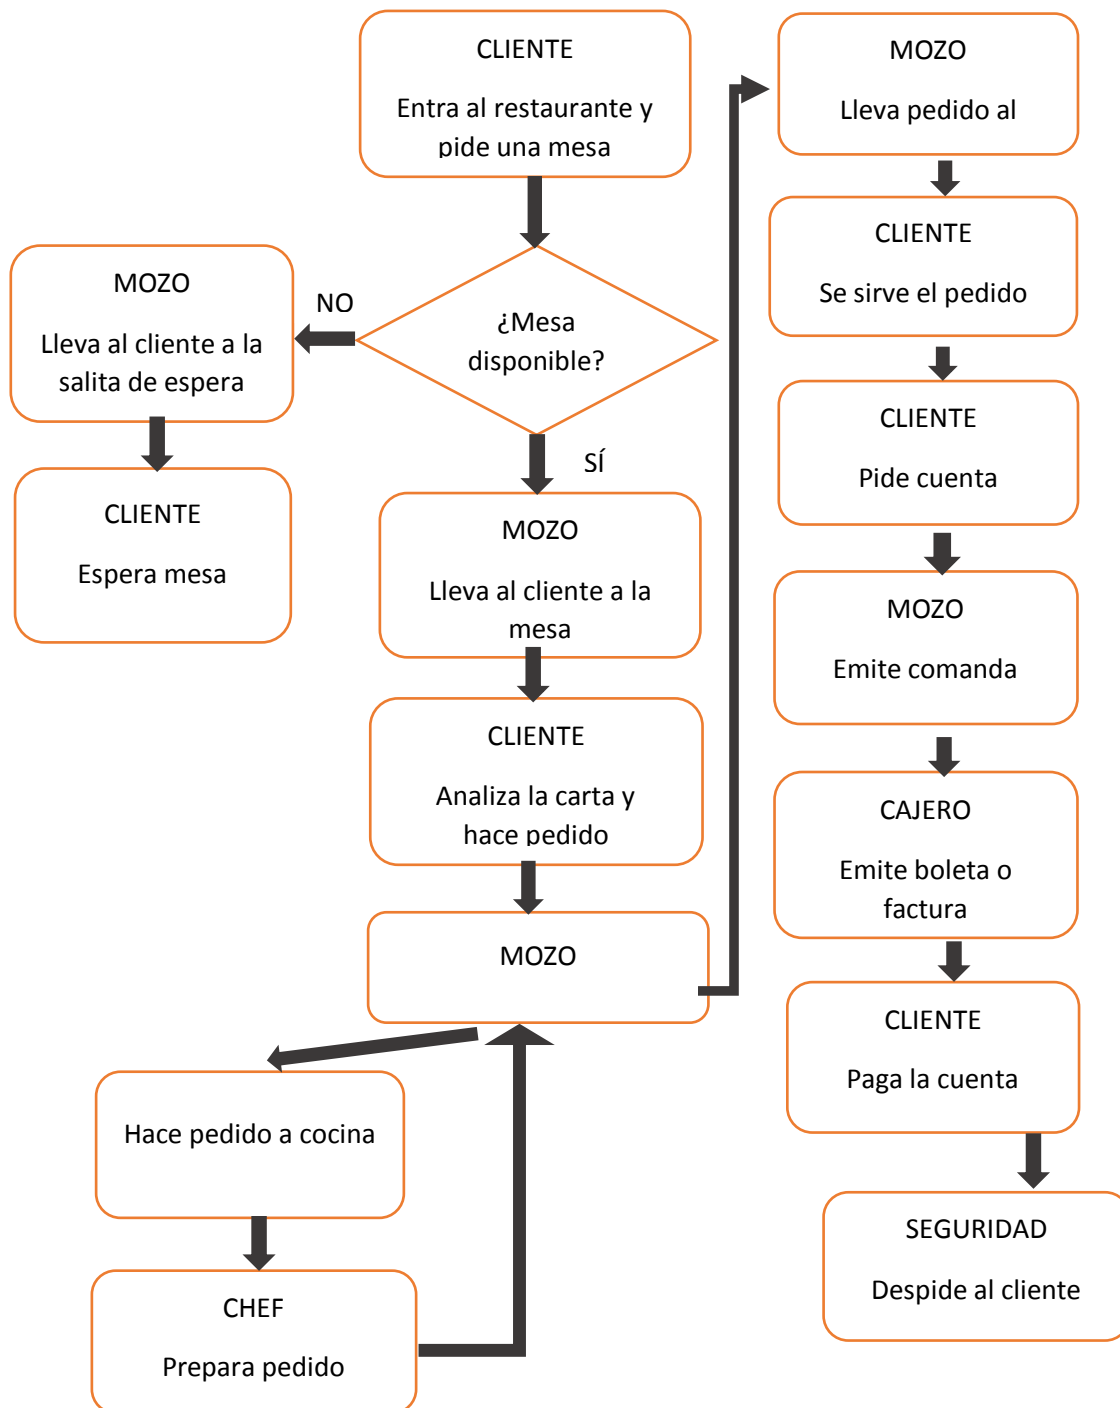 CLIENTE
Entra al restaurante y
pide una mesa
¿Mesa
disponible?
NO
MOZO
Lleva al cliente a la
salita de espera
CLIENTE
Espera mesa
SÍ
MOZO
Lleva al cliente a la
mesa
CLIENTE
Analiza la carta y
hace pedido
MOZO
Hace pedido a cocina
CHEF
Prepara pedido
MOZO
Lleva pedido al
CLIENTE
Se sirve el pedido
CLIENTE
Pide cuenta
MOZO
Emite comanda
CAJERO
Emite boleta o
factura
CLIENTE
Paga la cuenta
SEGURIDAD
Despide al cliente